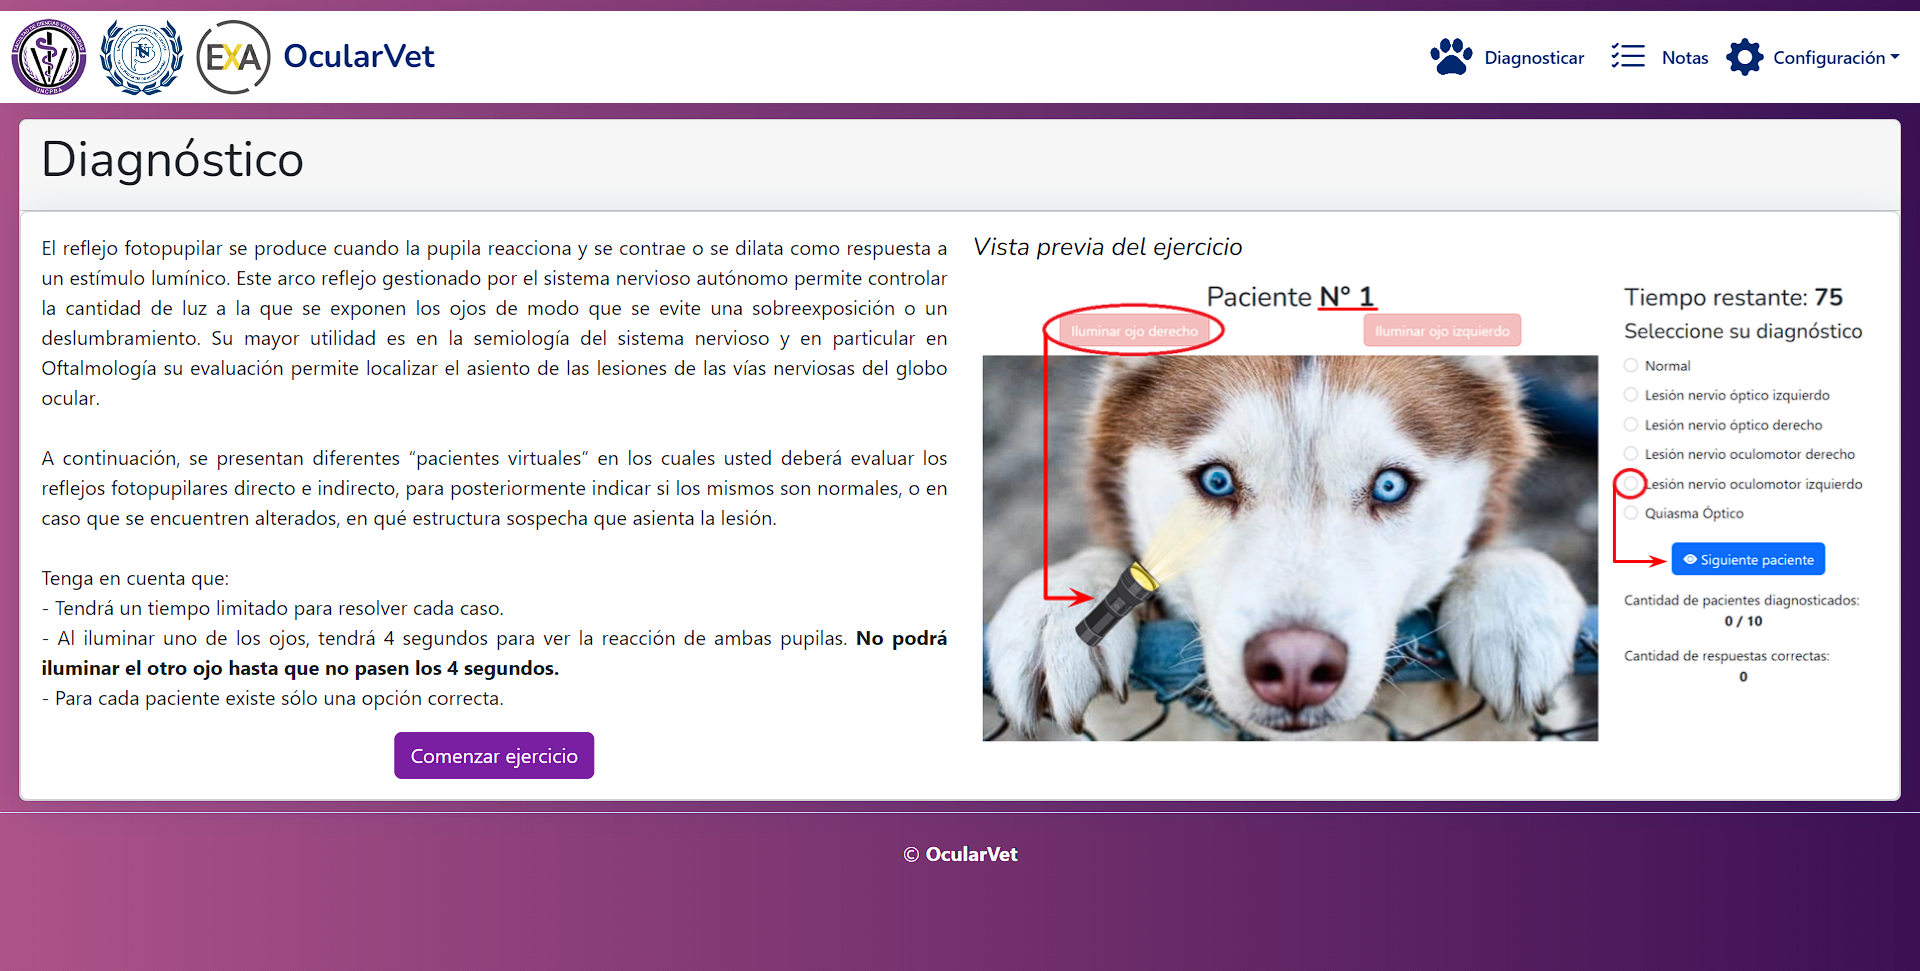 FACULTAD DE CIENCIAS VETERINARIAS
UNCPBA
EXA
OcularVet
Diagnosticar
Notas
Configuración
Diagnóstico
El reflejo fotopupilar se produce cuando la pupila reacciona y se contrae o se dilata como respuesta a
un estímulo lumínico. Este arco reflejo gestionado por el sistema nervioso autónomo permite controlar
la cantidad de luz a la que se exponen los ojos de modo que se evite una sobreexposición o un
deslumbramiento. Su mayor utilidad es en la semiología del sistema nervioso y en particular en
Oftalmología su evaluación permite localizar el asiento de las lesiones de las vías nerviosas del globo
ocular.
A continuación, se presentan diferentes “pacientes virtuales” en los cuales usted deberá evaluar los
reflejos fotopupilares directo e indirecto, para posteriormente indicar si los mismos son normales, o en
caso que se encuentren alterados, en qué estructura sospecha que asienta la lesión.
Tenga en cuenta que:
- Tendrá un tiempo limitado para resolver cada caso.
- Al iluminar uno de los ojos, tendrá 4 segundos para ver la reacción de ambas pupilas. No podrá
iluminar el otro ojo hasta que no pasen los 4 segundos.
- Para cada paciente existe sólo una opción correcta.
Comenzar ejercicio
Vista previa del ejercicio
Paciente N° 1
Iluminar ojo derecho
Iluminar ojo izquierdo
Tiempo restante: 75
Seleccione su diagnóstico
Normal
Lesión nervio óptico izquierdo
Lesión nervio óptico derecho
Lesión nervio oculomotor derecho
Lesión nervio oculomotor izquierdo
Quiasma Óptico
Siguiente paciente
Cantidad de pacientes diagnosticados:
0 / 10
Cantidad de respuestas correctas:
0
© OcularVet